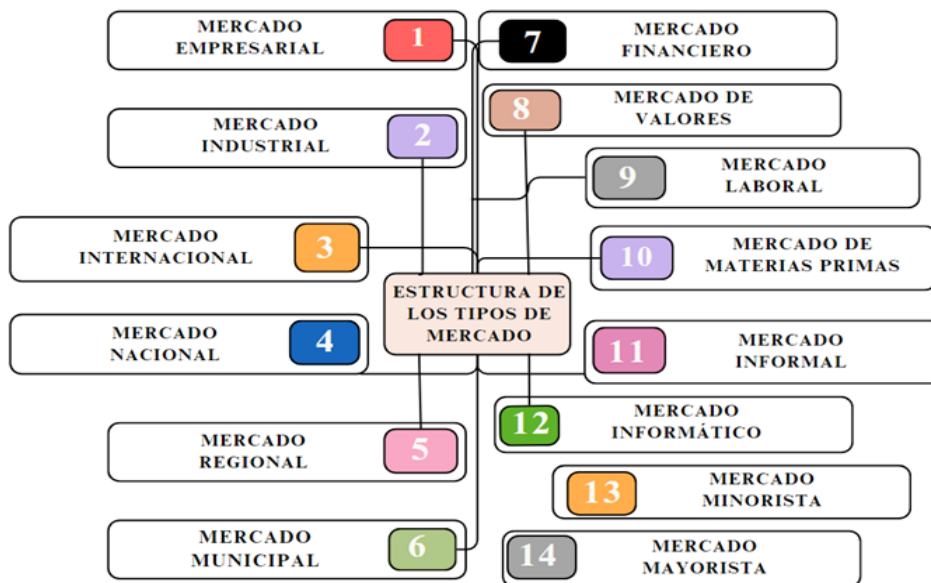 MERCADO
EMPRESARIAL
1
MERCADO
INDUSTRIAL
2
MERCADO
INTERNACIONAL
3
MERCADO
NACIONAL
4
MERCADO
REGIONAL
5
MERCADO
MUNICIPAL
6
ESTRUCTURA DE
LOS TIPOS DE
MERCADO
7
MERCADO
FINANCIERO
8
MERCADO DE
VALORES
9
MERCADO
LABORAL
10
MERCADO DE
MATERIAS PRIMAS
11
MERCADO
INFORMAL
12
MERCADO
INFORMÁTICO
13
MERCADO
MINORISTA
14
MERCADO
MAYORISTA